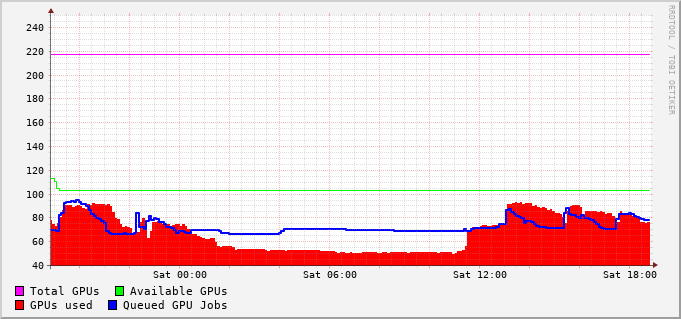 240
220
200
180
160
140
120
100
80
60
40
Sat 00:00 Sat 06:00 Sat 12:00 Sat 18:00
Total GPUs Available GPUs
GPUs used Queued GPU Jobs
RRDTOOL / TOBI OETIKER